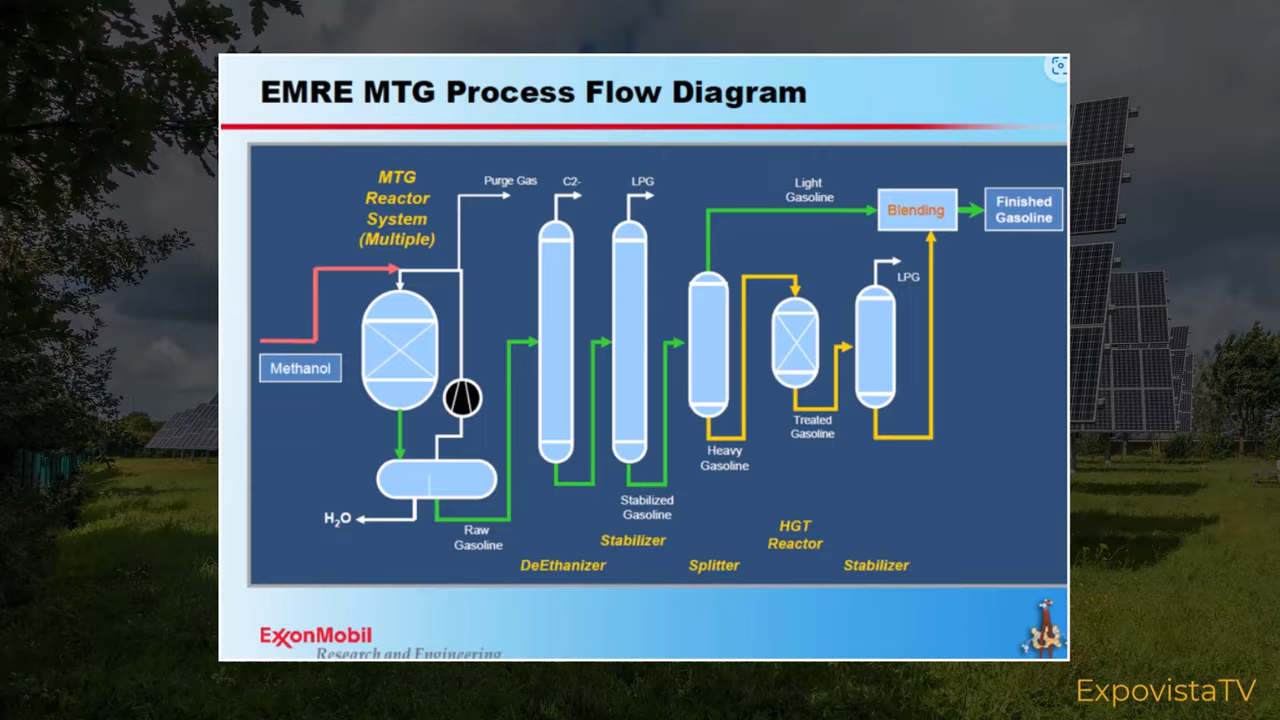 EMRE MTG Process Flow Diagram
MTG
Reactor
System
(Multiple)
Purge Gas
C2-
LPG
Light
Gasoline
Blending
Finished
Gasoline
LPG
Methanol
Treated
Gasoline
Heavy
Gasoline
Stabilized
Gasoline
H₂O
Raw
Gasoline
HGT
Reactor
Stabilizer
DeEthanizer
Splitter
Stabilizer
ExxonMobil
Research and Engineering
ExpovistaTV